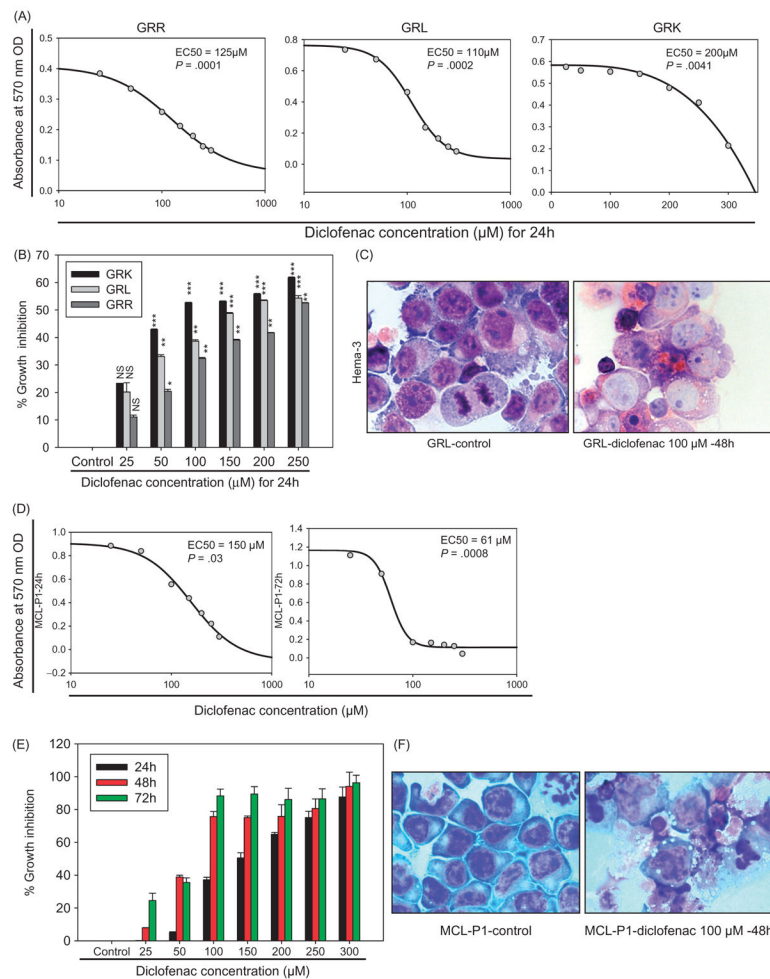 (A)
GRR
GRL
GRK
Absorbance at 570 nm OD
0.5
0.4
0.3
0.2
0.1
0.0
10
100
1000
EC50 = 125µM
P = .0001
0.8
0.6
0.4
0.2
0.0
10
100
1000
EC50 = 110µM
P = .0002
0.7
0.6
0.5
0.4
0.3
0.2
0.1
0.0
0
100
200
300
EC50 = 200µM
P = .0041
Diclofenac concentration (µM) for 24h
(B)
% Growth inhibition
70
60
50
40
30
20
10
0
GRK
GRL
GRR
NS
NS
NS
***
**
*
***
**
**
***
***
**
***
***
**
***
***
**
Control 25 50 100 150 200 250
Diclofenac concentration (µM) for 24h
(C)
Hema-3
GRL-control
GRL-diclofenac 100 µM -48h
(D)
Absorbance at 570 nm OD
MCL-P1-24h
1.0
0.8
0.6
0.4
0.2
0.0
−0.2
10
100
1000
EC50 = 150 µM
P = .03
MCL-P1-72h
1.4
1.2
1.0
0.8
0.6
0.4
0.2
0.0
10
100
1000
EC50 = 61 µM
P = .0008
Diclofenac concentration (µM)
(E)
% Growth inhibition
120
100
80
60
40
20
0
24h
48h
72h
Control 25 50 100 150 200 250 300
Diclofenac concentration (µM)
(F)
MCL-P1-control
MCL-P1-diclofenac 100 µM -48h